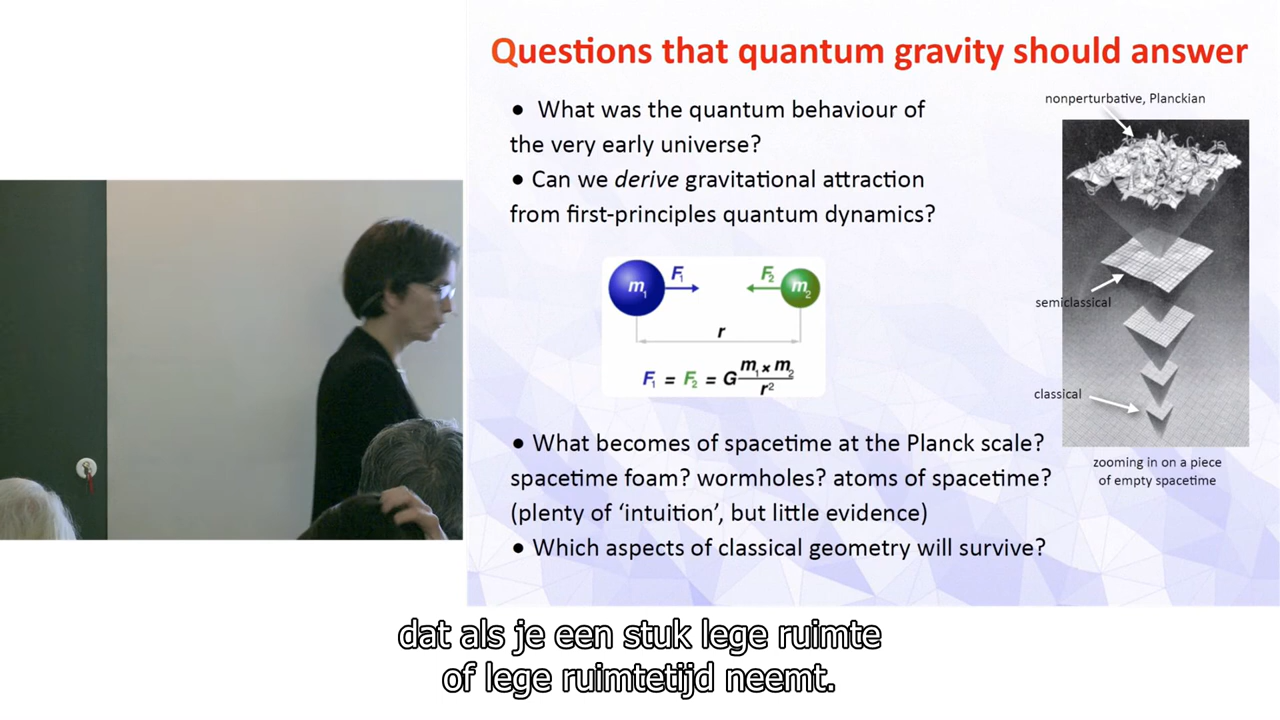 Questions that quantum gravity should answer
● What was the quantum behaviour of
the very early universe?
● Can we derive gravitational attraction
from first-principles quantum dynamics?
m₁ F₁ F₂ m₂
r
F₁ = F₂ = G m₁ × m₂ / r²
● What becomes of spacetime at the Planck scale?
spacetime foam? wormholes? atoms of spacetime?
(plenty of ‘intuition’, but little evidence)
● Which aspects of classical geometry will survive?
nonperturbative, Planckian
semiclassical
classical
zooming in on a piece
of empty spacetime
dat als je een stuk lege ruimte
of lege ruimtetijd neemt.